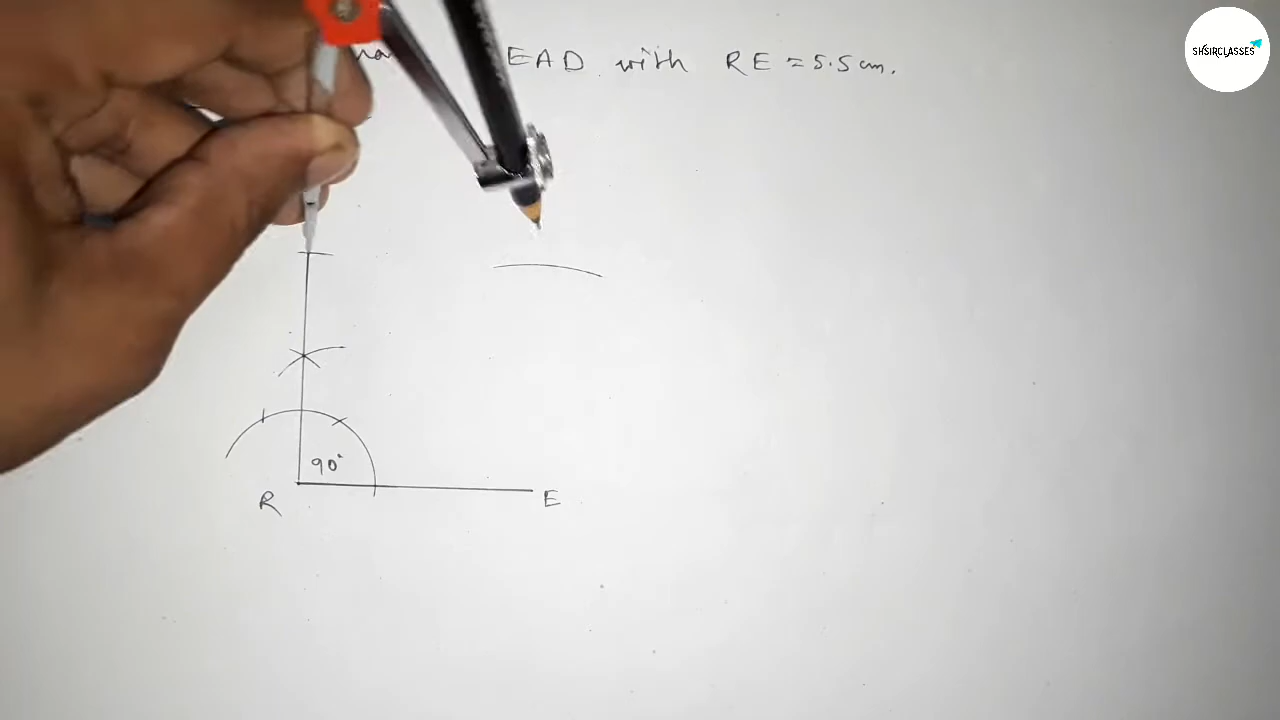 EAD with RE = 5.5 cm.
SHSIRCLASSES
90°
R E